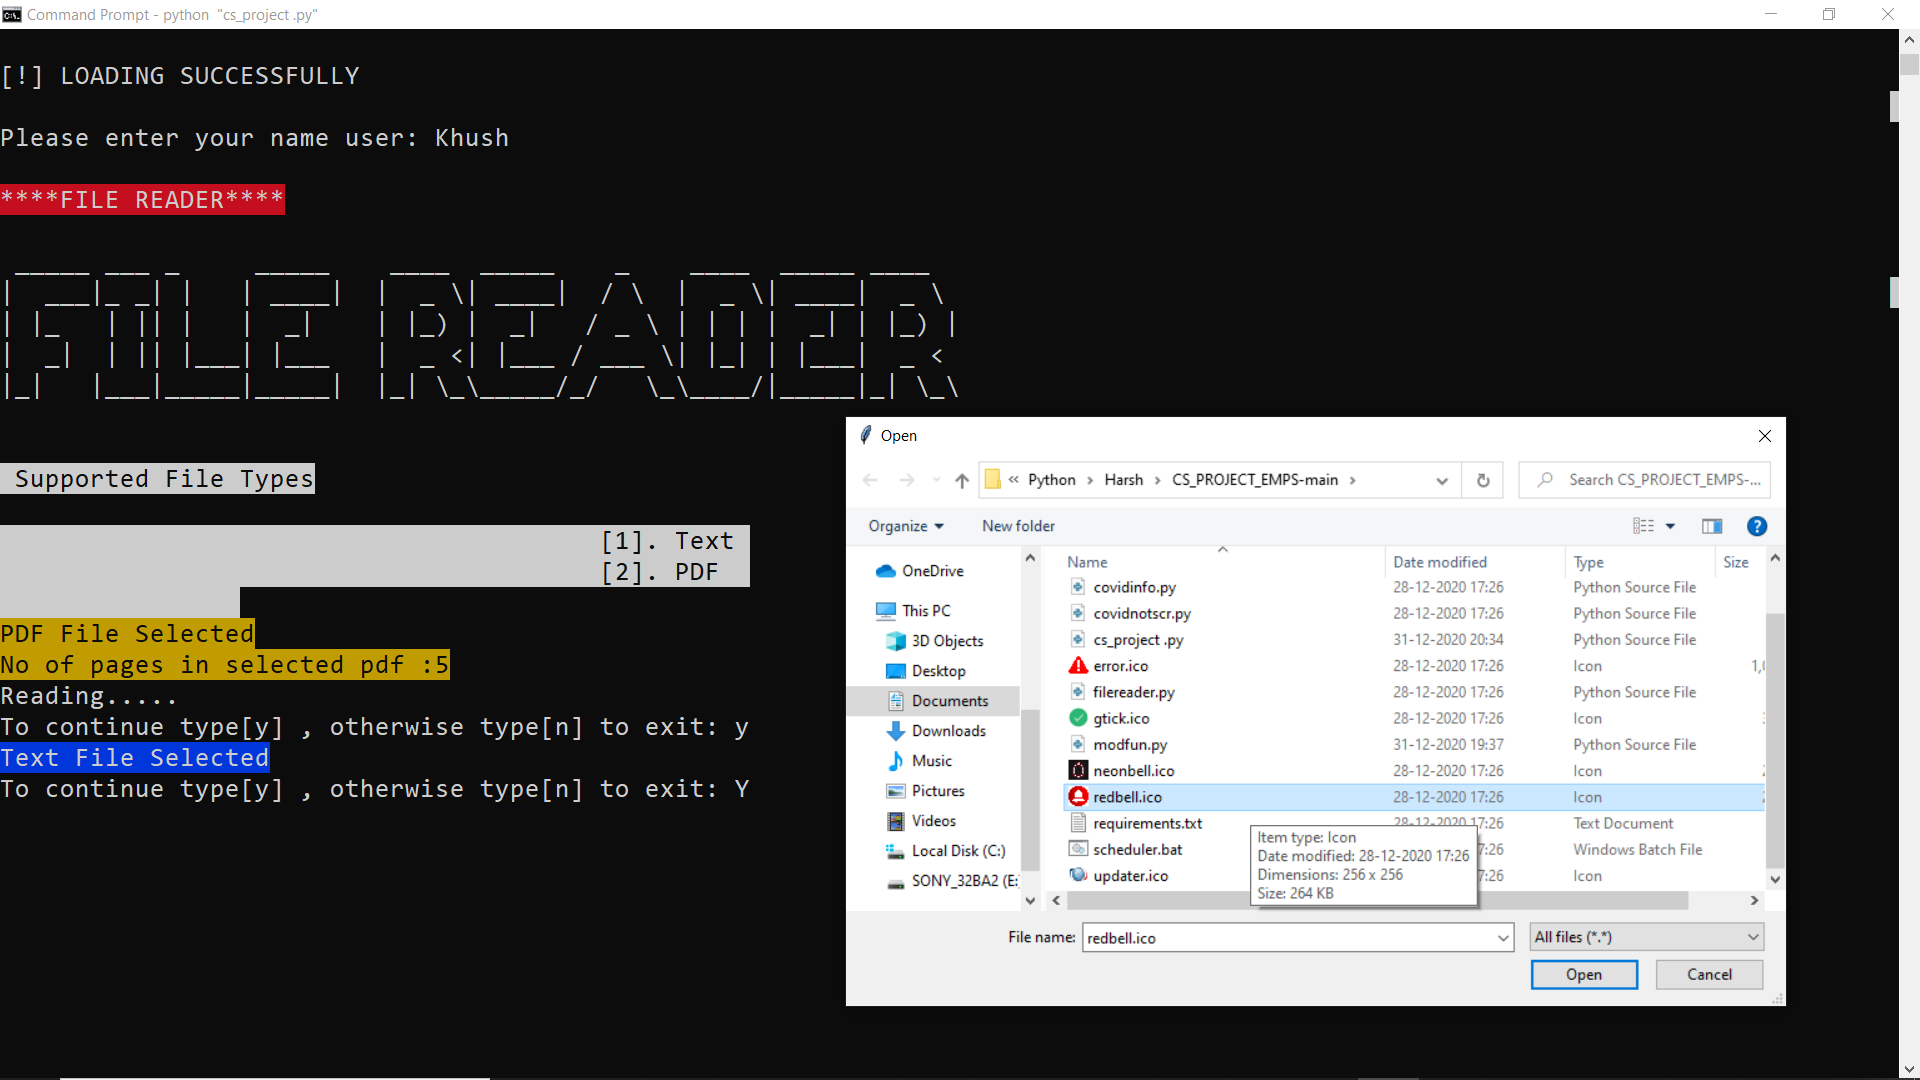 Command Prompt - python  "cs_project .py"
[!] LOADING SUCCESSFULLY
Please enter your name user: Khush
****FILE READER****
FILE READER
Supported File Types
[1]. Text
[2]. PDF
PDF File Selected
No of pages in selected pdf :5
Reading.....
To continue type[y] , otherwise type[n] to exit: y
Text File Selected
To continue type[y] , otherwise type[n] to exit: Y
Open
« Python › Harsh › CS_PROJECT_EMPS-main ›
Search CS_PROJECT_EMPS-...
Organize
New folder
OneDrive
This PC
3D Objects
Desktop
Documents
Downloads
Music
Pictures
Videos
Local Disk (C:)
SONY_32BA2 (E:
Name Date modified Type Size
covidinfo.py 28-12-2020 17:26 Python Source File
covidnotscr.py 28-12-2020 17:26 Python Source File
cs_project .py 31-12-2020 20:34 Python Source File
error.ico 28-12-2020 17:26 Icon
filereader.py 28-12-2020 17:26 Python Source File
gtick.ico 28-12-2020 17:26 Icon
modfun.py 31-12-2020 19:37 Python Source File
neonbell.ico 28-12-2020 17:26 Icon
redbell.ico 28-12-2020 17:26 Icon
requirements.txt 28-12-2020 17:26 Text Document
scheduler.bat 7:26 Windows Batch File
updater.ico 7:26 Icon
Item type: Icon
Date modified: 28-12-2020 17:26
Dimensions: 256 x 256
Size: 264 KB
File name: redbell.ico
All files (*.*)
Open
Cancel